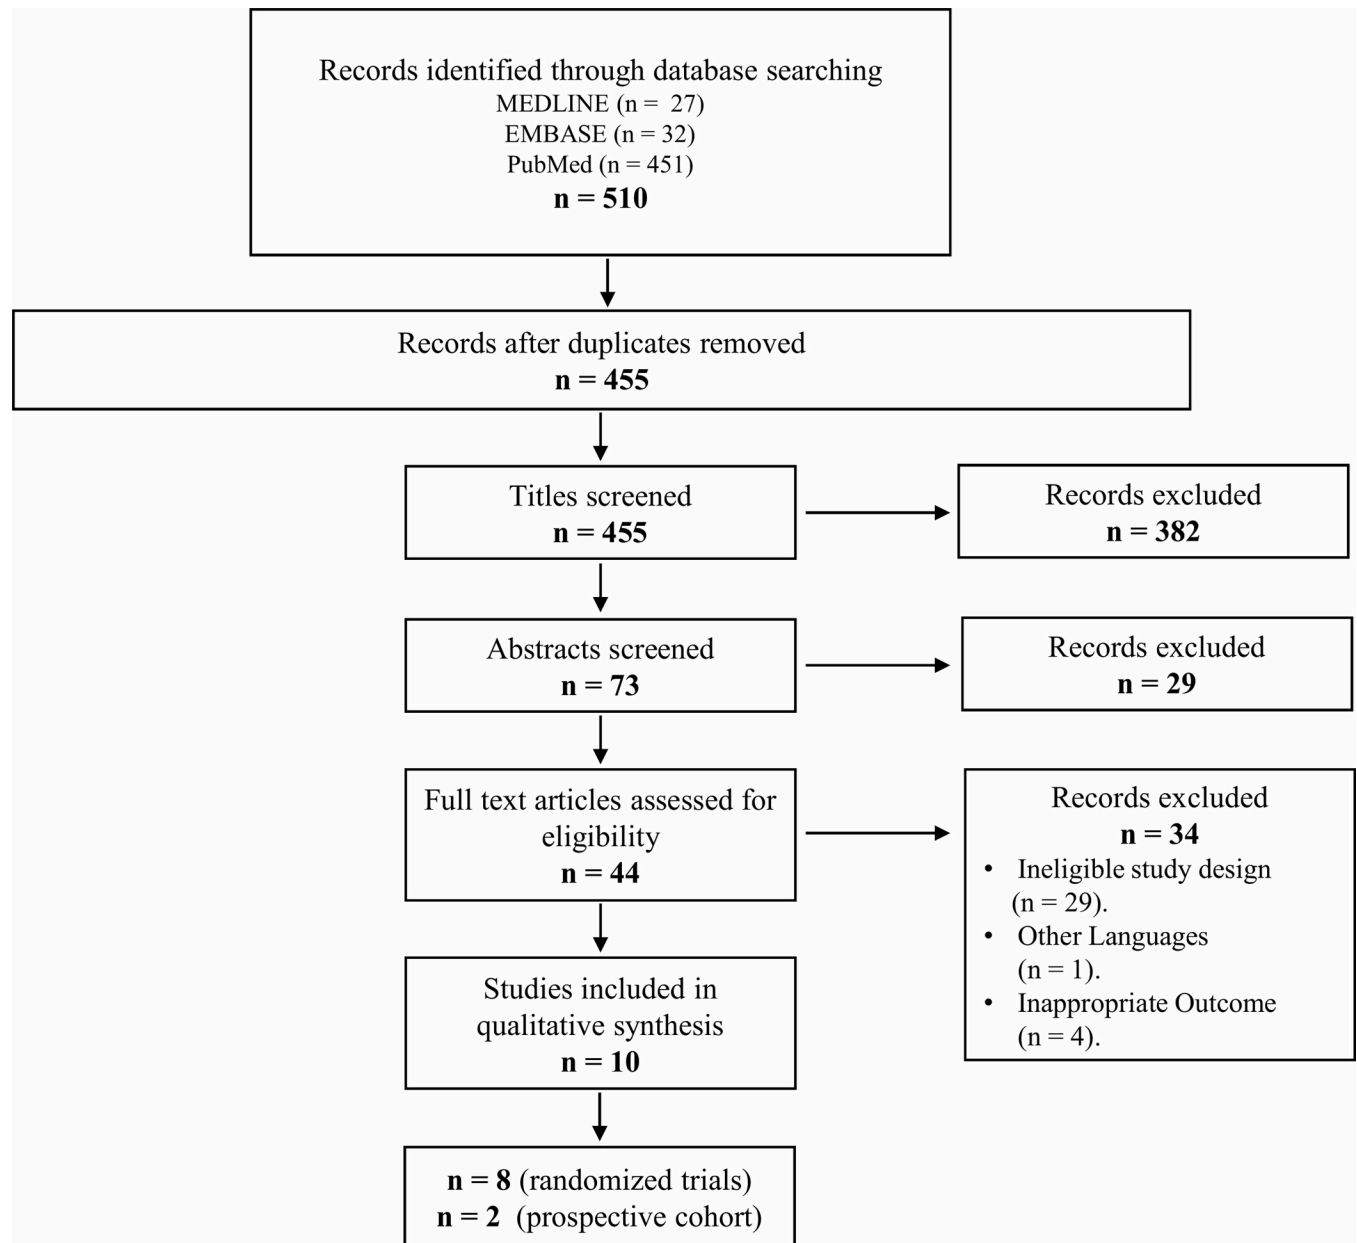 Records identified through database searching
MEDLINE (n =  27)
EMBASE (n = 32)
PubMed (n = 451)
n = 510
Records after duplicates removed
n = 455
Titles screened
n = 455
Records excluded
n = 382
Abstracts screened
n = 73
Records excluded
n = 29
Full text articles assessed for
eligibility
n = 44
Records excluded
n = 34
• Ineligible study design
(n = 29).
• Other Languages
(n = 1).
• Inappropriate Outcome
(n = 4).
Studies included in
qualitative synthesis
n = 10
n = 8 (randomized trials)
n = 2  (prospective cohort)